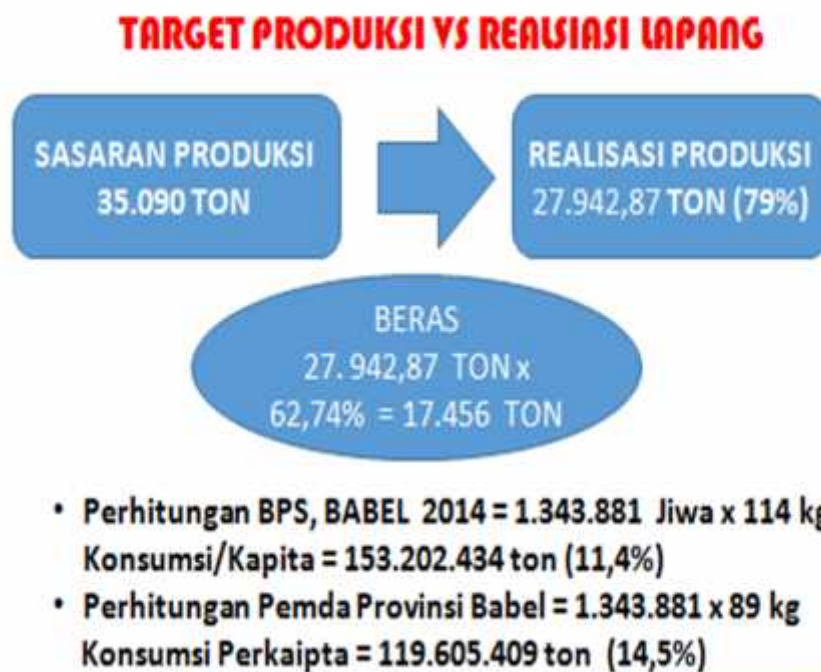 TARGET PRODUKSI VS REALSIASI LAPANG
SASARAN PRODUKSI
35.090 TON
REALISASI PRODUKSI
27.942,87 TON (79%)
BERAS
27. 942,87 TON x
62,74% = 17.456 TON
• Perhitungan BPS, BABEL 2014 = 1.343.881 Jiwa x 114 kg
Konsumsi/Kapita = 153.202.434 ton (11,4%)
• Perhitungan Pemda Provinsi Babel = 1.343.881 x 89 kg
Konsumsi Perkaipta = 119.605.409 ton (14,5%)